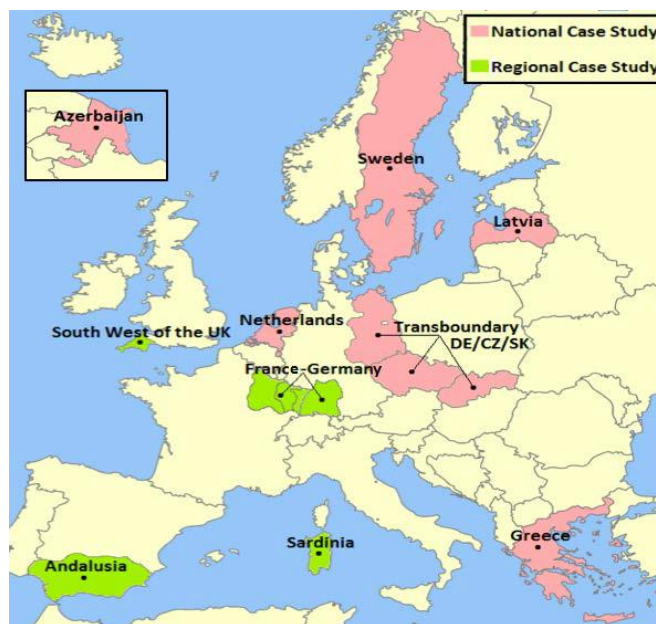 National Case Study
Regional Case Study
Azerbaijan
Sweden
Latvia
Netherlands
South West of the UK
Transboundary
DE/CZ/SK
France-Germany
Sardinia
Greece
Andalusia